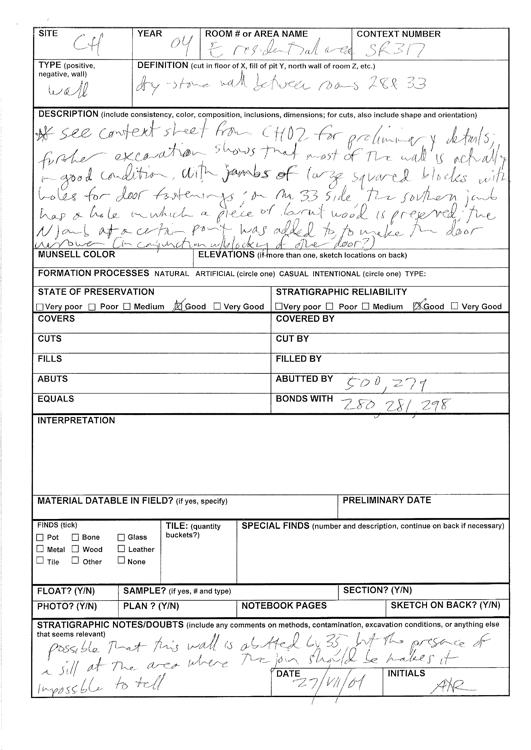 SITE CH YEAR 04 ROOM # or AREA NAME E residential area CONTEXT NUMBER SR317
TYPE (positive, negative, wall) wall DEFINITION (cut in floor of X, fill of pit Y, north wall of room Z, etc.) dry-stone wall between rooms 28 & 33
DESCRIPTION (include consistency, color, composition, inclusions, dimensions; for cuts, also include shape and orientation)
* see context sheet from CH02 for preliminary details;
further excavation shows that most of the wall is actually
in good condition, with jambs of large squared blocks with
holes for door fastenings; on rm. 33 side the southern jamb
has a hole in which a piece of burnt wood is preserved. the
N jamb at a certain point was added to to make the door
narrower (in conjunction w/ blocking of other door?)
MUNSELL COLOR ELEVATIONS (if more than one, sketch locations on back)
FORMATION PROCESSES NATURAL ARTIFICIAL (circle one) CASUAL INTENTIONAL (circle one) TYPE:
STATE OF PRESERVATION STRATIGRAPHIC RELIABILITY
☐Very poor ☐ Poor ☐ Medium ☒Good ☐ Very Good ☐Very poor ☐ Poor ☐ Medium ☒Good ☐ Very Good
COVERS COVERED BY
CUTS CUT BY
FILLS FILLED BY
ABUTS ABUTTED BY 500, 279
EQUALS BONDS WITH 280, 281, 298
INTERPRETATION
MATERIAL DATABLE IN FIELD? (if yes, specify) PRELIMINARY DATE
FINDS (tick) TILE: (quantity buckets?) SPECIAL FINDS (number and description, continue on back if necessary)
☐ Pot ☐ Bone ☐ Glass
☐ Metal ☐ Wood ☐ Leather
☐ Tile ☐ Other ☐ None
FLOAT? (Y/N) SAMPLE? (if yes, # and type) SECTION? (Y/N)
PHOTO? (Y/N) PLAN ? (Y/N) NOTEBOOK PAGES SKETCH ON BACK? (Y/N)
STRATIGRAPHIC NOTES/DOUBTS (include any comments on methods, contamination, excavation conditions, or anything else
that seems relevant)
possible that this wall is abutted by 35, but the presence of
a sill at the area where the join should be makes it
impossible to tell
DATE 27/VII/04 INITIALS